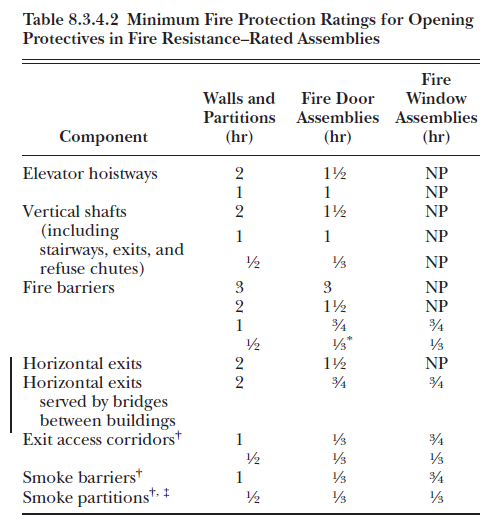 Table 8.3.4.2 Minimum Fire Protection Ratings for Opening
Protectives in Fire Resistance–Rated Assemblies
Fire
Walls and Fire Door Window
Partitions Assemblies Assemblies
Component (hr) (hr) (hr)
Elevator hoistways 2 1½ NP
1 1 NP
Vertical shafts 2 1½ NP
(including
1 1 NP
stairways, exits, and
refuse chutes) ½ ⅓ NP
Fire barriers 3 3 NP
2 1½ NP
1 ¾ ¾
½ ⅓* ⅓
Horizontal exits 2 1½ NP
Horizontal exits 2 ¾ ¾
served by bridges
between buildings
Exit access corridors† 1 ⅓ ¾
½ ⅓ ⅓
Smoke barriers† 1 ⅓ ¾
Smoke partitions†, ‡ ½ ⅓ ⅓